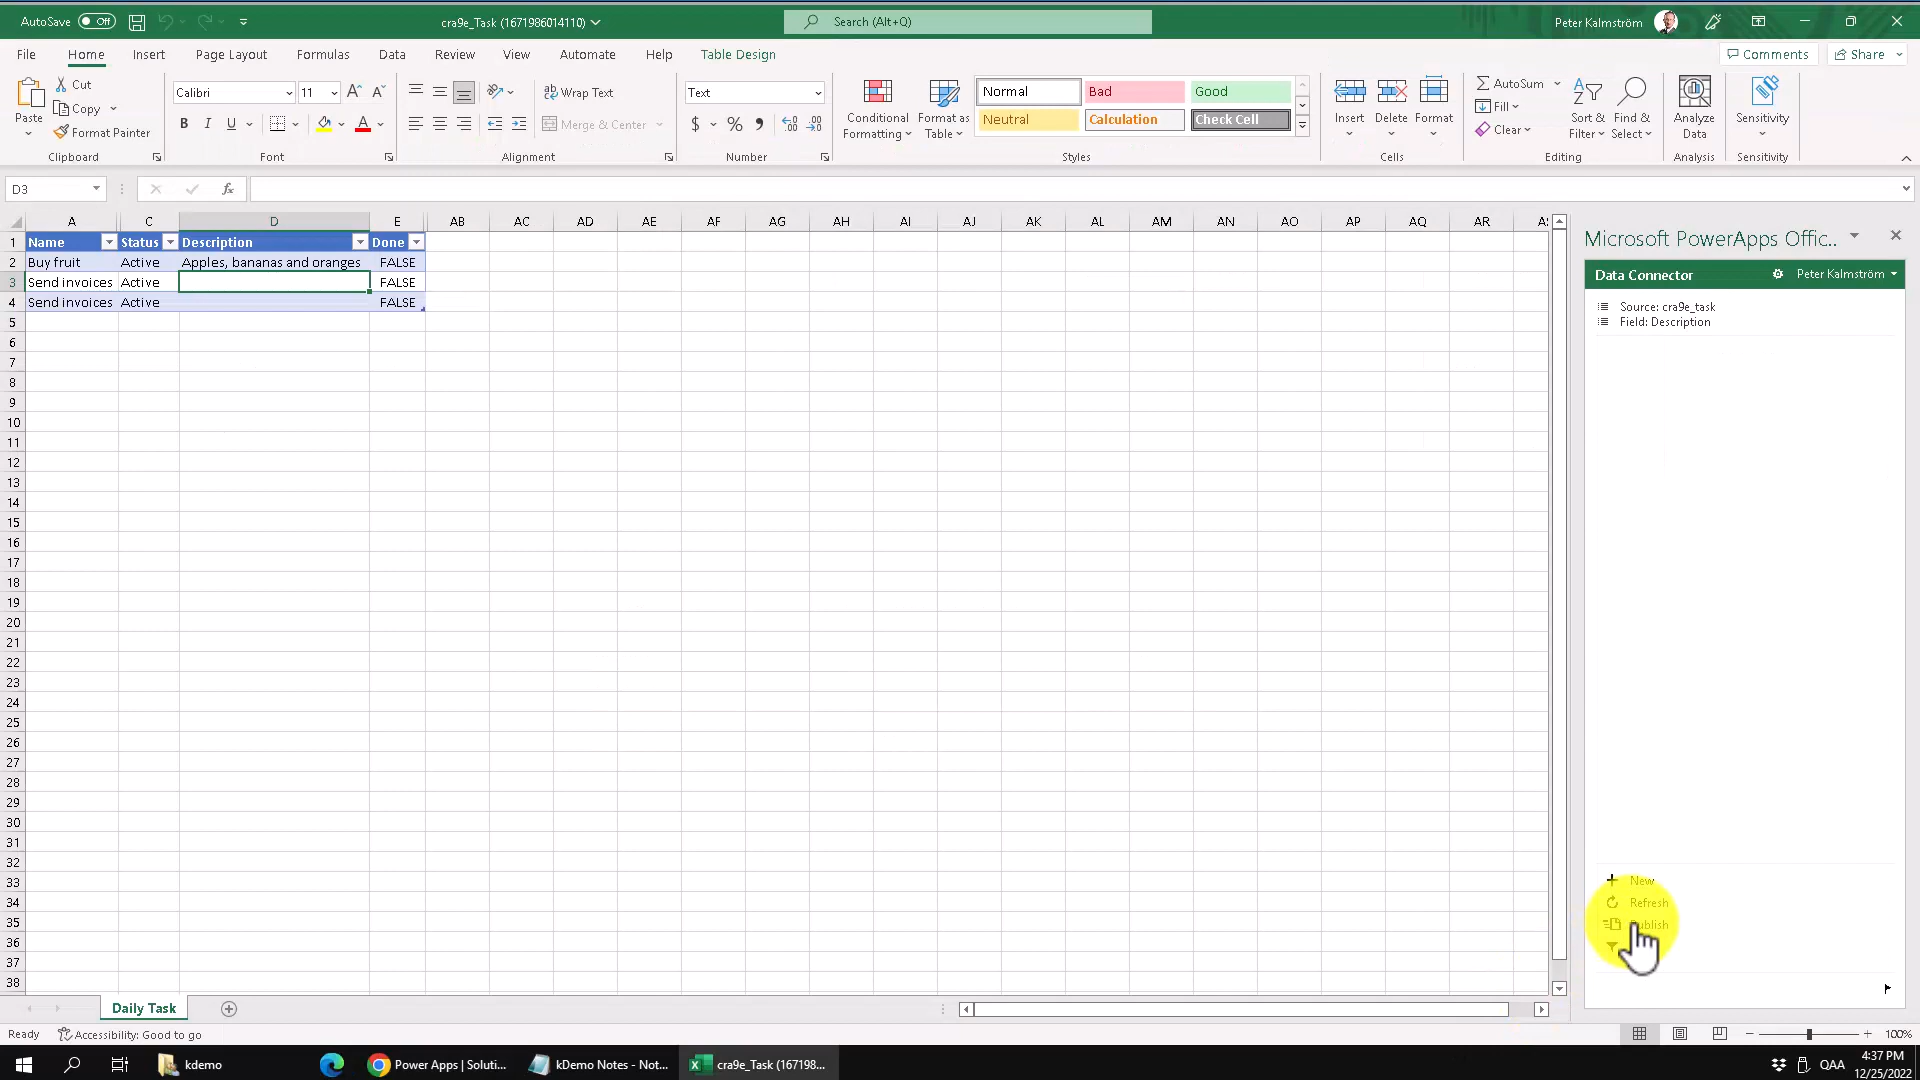 AutoSave Off cra9e_Task (1671986014110) Search (Alt+Q) Peter Kalmström
File Home Insert Page Layout Formulas Data Review View Automate Help Table Design Comments Share
Paste Cut Copy Format Painter Clipboard
Calibri 11 B I U A Font
Wrap Text Merge & Center Alignment
Text $ % Number
Conditional Formatting Format as Table Normal Bad Good Neutral Calculation Check Cell Styles
Insert Delete Format Cells
AutoSum Fill Clear Sort & Filter Find & Select Editing
Analyze Data Analysis
Sensitivity Sensitivity
D3 fx
A C D E AB AC AD AE AF AG AH AI AJ AK AL AM AN AO AP AQ AR
1 Name Status Description Done
2 Buy fruit Active Apples, bananas and oranges FALSE
3 Send invoices Active FALSE
4 Send invoices Active FALSE
5
6
7
8
9
10
11
12
13
14
15
16
17
18
19
20
21
22
23
24
25
26
27
28
29
30
31
32
33
34
35
36
37
38
Microsoft PowerApps Offic...
Data Connector Peter Kalmström
Source: cra9e_task
Field: Description
New
Refresh
Publish
Daily Task
Ready Accessibility: Good to go 100%
kdemo Power Apps | Soluti... kDemo Notes - Not... cra9e_Task (167198... QAA 4:37 PM
12/25/2022